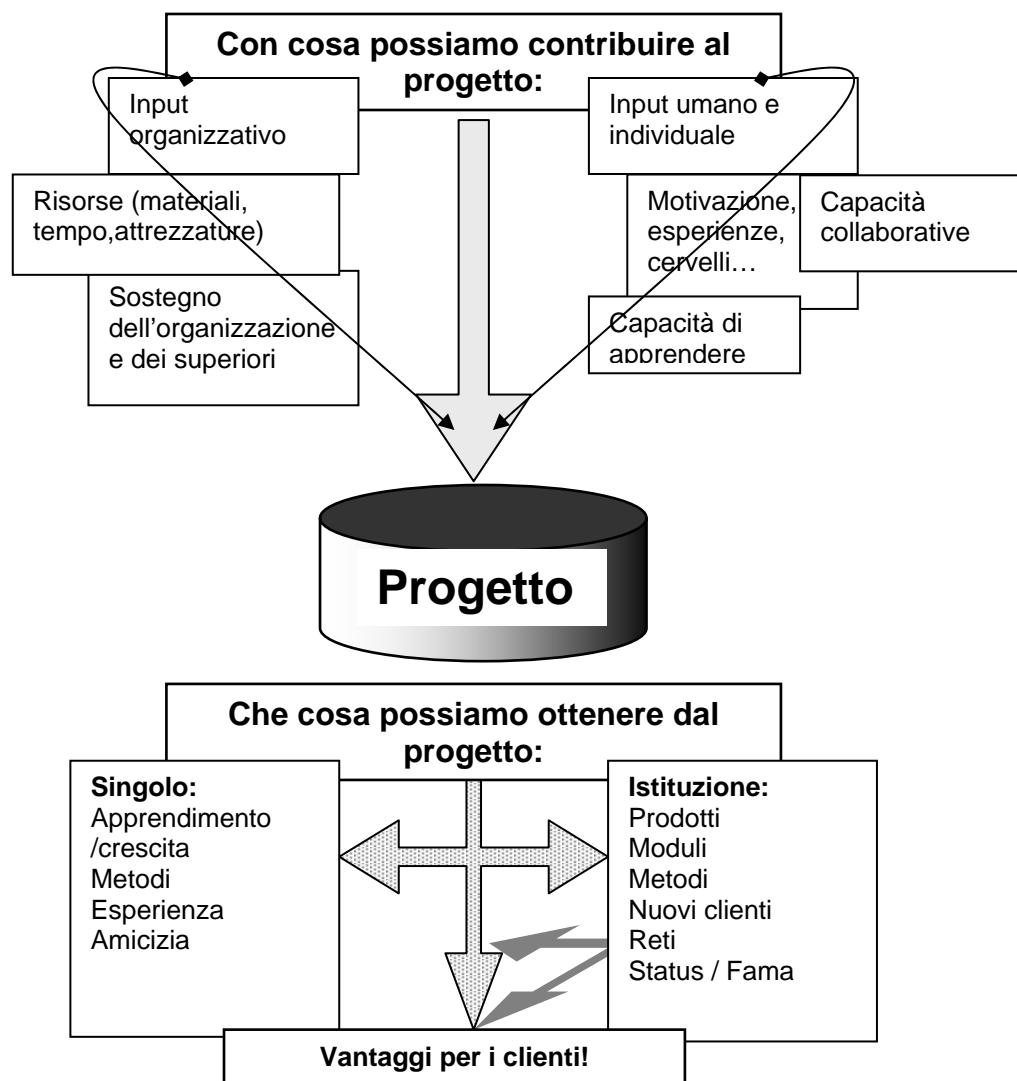 Con cosa possiamo contribuire al
progetto:
Input
organizzativo
Risorse (materiali,
tempo,attrezzature)
Sostegno
dell’organizzazione
e dei superiori
Input umano e
individuale
Motivazione,
esperienze,
cervelli…
Capacità
collaborative
Capacità di
apprendere
Progetto
Che cosa possiamo ottenere dal
progetto:
Singolo:
Apprendimento
/crescita
Metodi
Esperienza
Amicizia
Istituzione:
Prodotti
Moduli
Metodi
Nuovi clienti
Reti
Status / Fama
Vantaggi per i clienti!